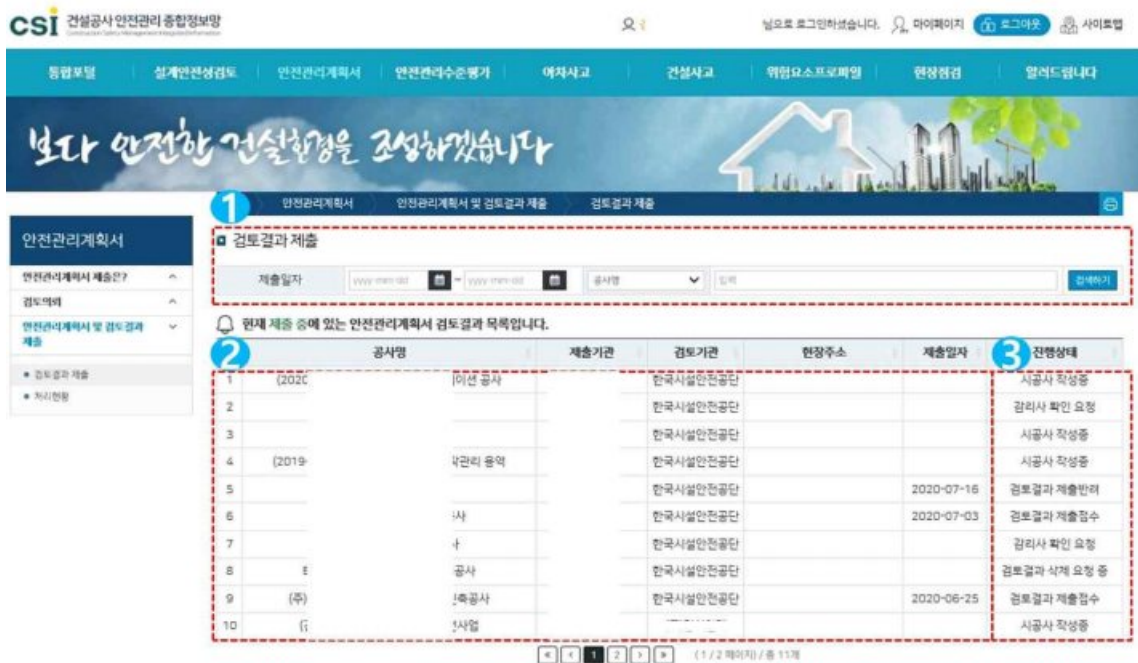 CSI 건설공사 안전관리 종합정보망
Construction Safety Management Integrated Information
님으로 로그인하셨습니다. 마이페이지 로그아웃 사이트맵
통합포털 설계안전성검토 안전관리계획서 안전관리수준평가 여차사고 건설사고 위험요소프로파일 현장점검 알려드립니다
보다 안전한 건설환경을 조성하겠습니다
1 안전관리계획서 안전관리계획서 및 검토결과 제출 검토결과 제출
안전관리계획서
안전관리계획서 제출은?
검토의뢰
안전관리계획서 및 검토결과
제출
검토결과 제출
처리현황
검토결과 제출
제출일자 yyyy-mm-dd ~ yyyy-mm-dd 공사명 입력 검색하기
현재 제출 중에 있는 안전관리계획서 검토결과 목록입니다.
2 공사명 제출기관 검토기관 현장주소 제출일자 3 진행상태
1 (202 이션 공사 한국시설안전공단 시공사 작성중
2 한국시설안전공단 감리사 확인 요청
3 한국시설안전공단 시공사 작성중
4 (2019- 관리 용역 한국시설안전공단 시공사 작성중
5 한국시설안전공단 2020-07-16 검토결과 제출반려
6 사 한국시설안전공단 2020-07-03 검토결과 제출접수
7 한국시설안전공단 감리사 확인 요청
8 공사 한국시설안전공단 검토결과 삭제 요청 중
9 (주) 축공사 한국시설안전공단 2020-06-25 검토결과 제출접수
10 사업 시공사 작성중
« < 1 2 > » (1 / 2 페이지) / 총 11개